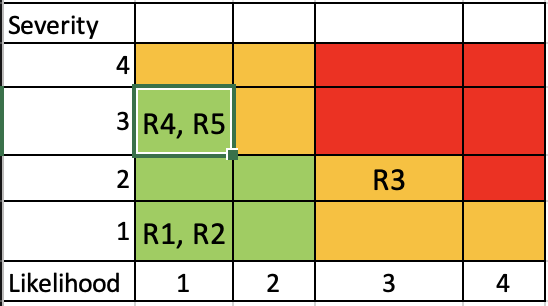 Severity
4
3 R4, R5
2 R3
1 R1, R2
Likelihood 1 2 3 4